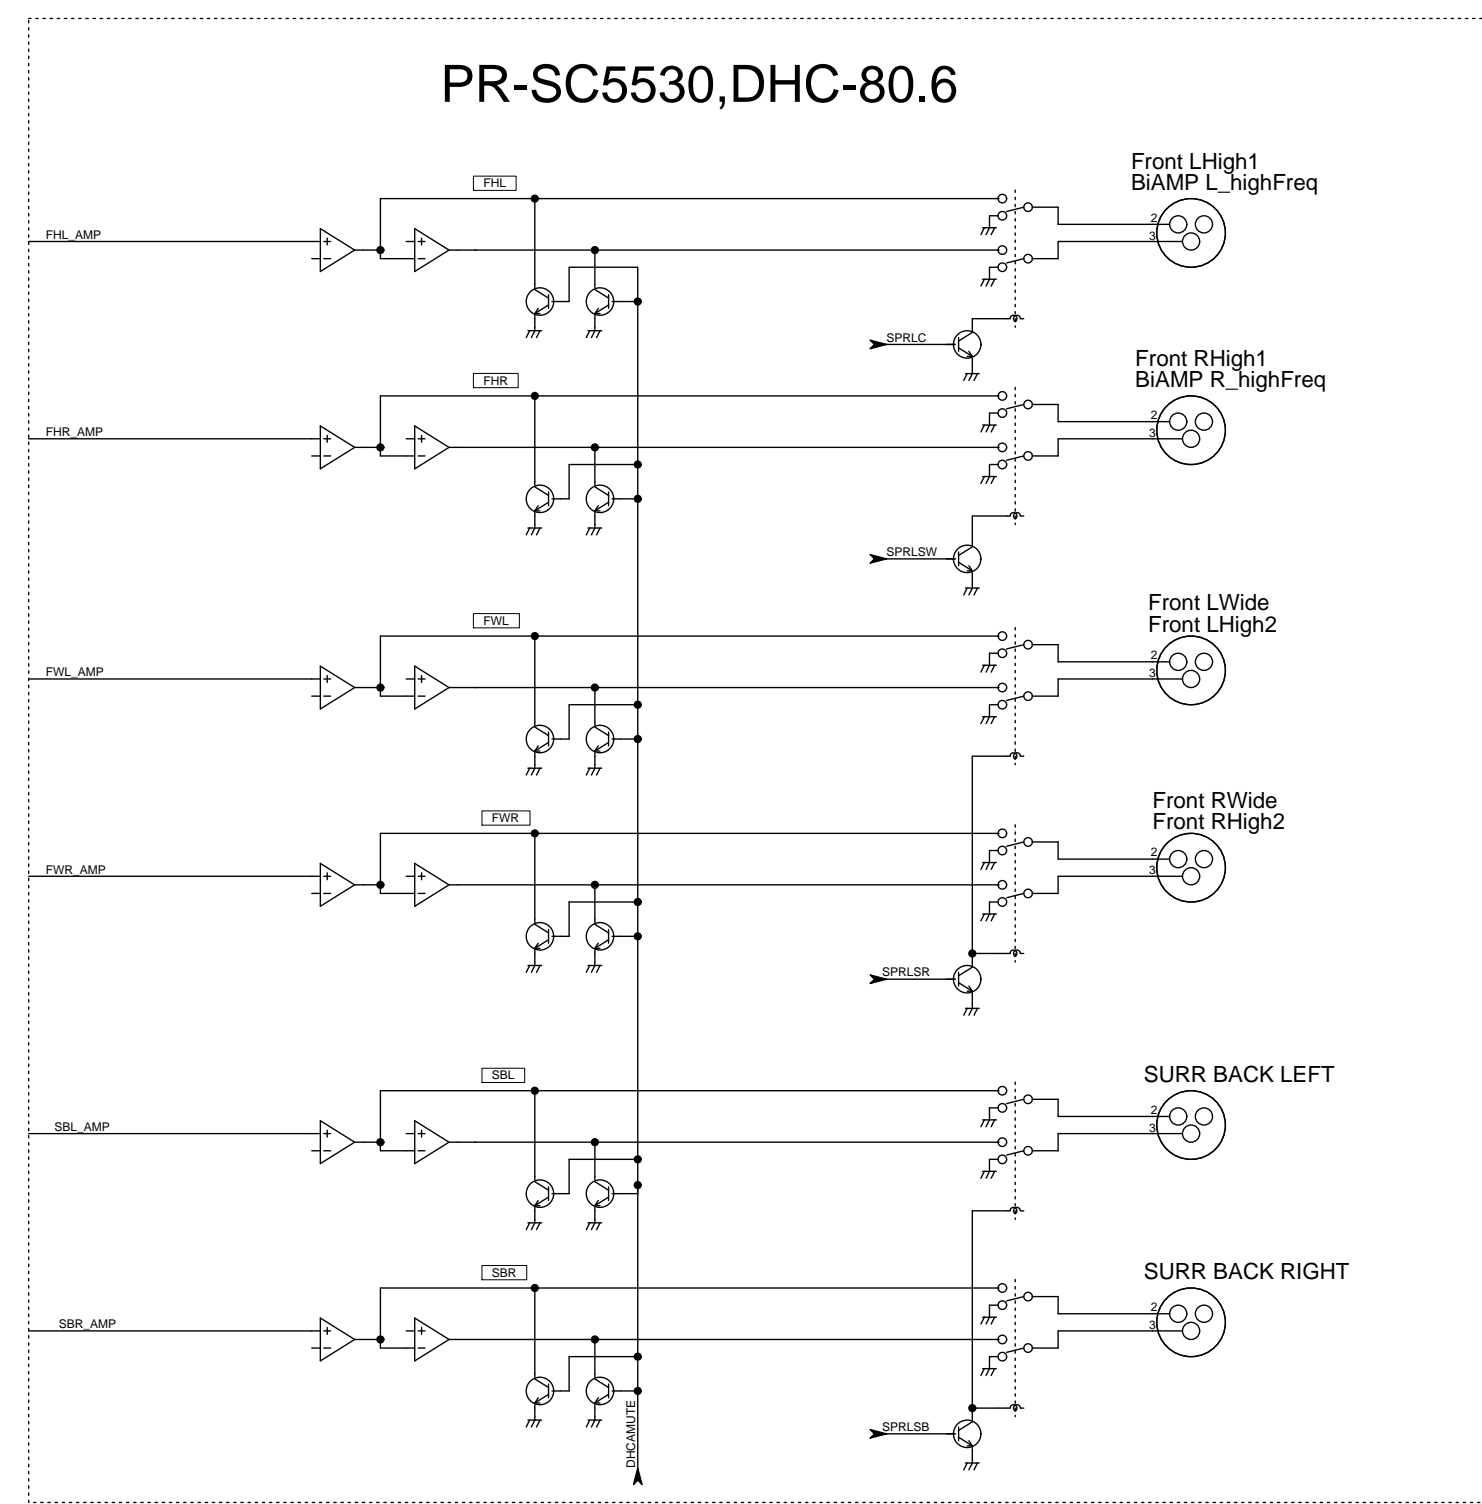 PR-SC5530,DHC-80.6
Front LHigh1
BiAMP L_highFreq
FHL
FHL_AMP
+
−
+
−
2
3
SPRLC
Front RHigh1
BiAMP R_highFreq
FHR
FHR_AMP
+
−
+
−
2
3
SPRLSW
Front LWide
Front LHigh2
FWL
FWL_AMP
+
−
+
−
2
3
Front RWide
Front RHigh2
FWR
FWR_AMP
+
−
+
−
2
3
SPRLSR
SURR BACK LEFT
SBL
SBL_AMP
+
−
+
−
2
3
SURR BACK RIGHT
SBR
SBR_AMP
+
−
+
−
2
3
DHCAMUTE
SPRLSB